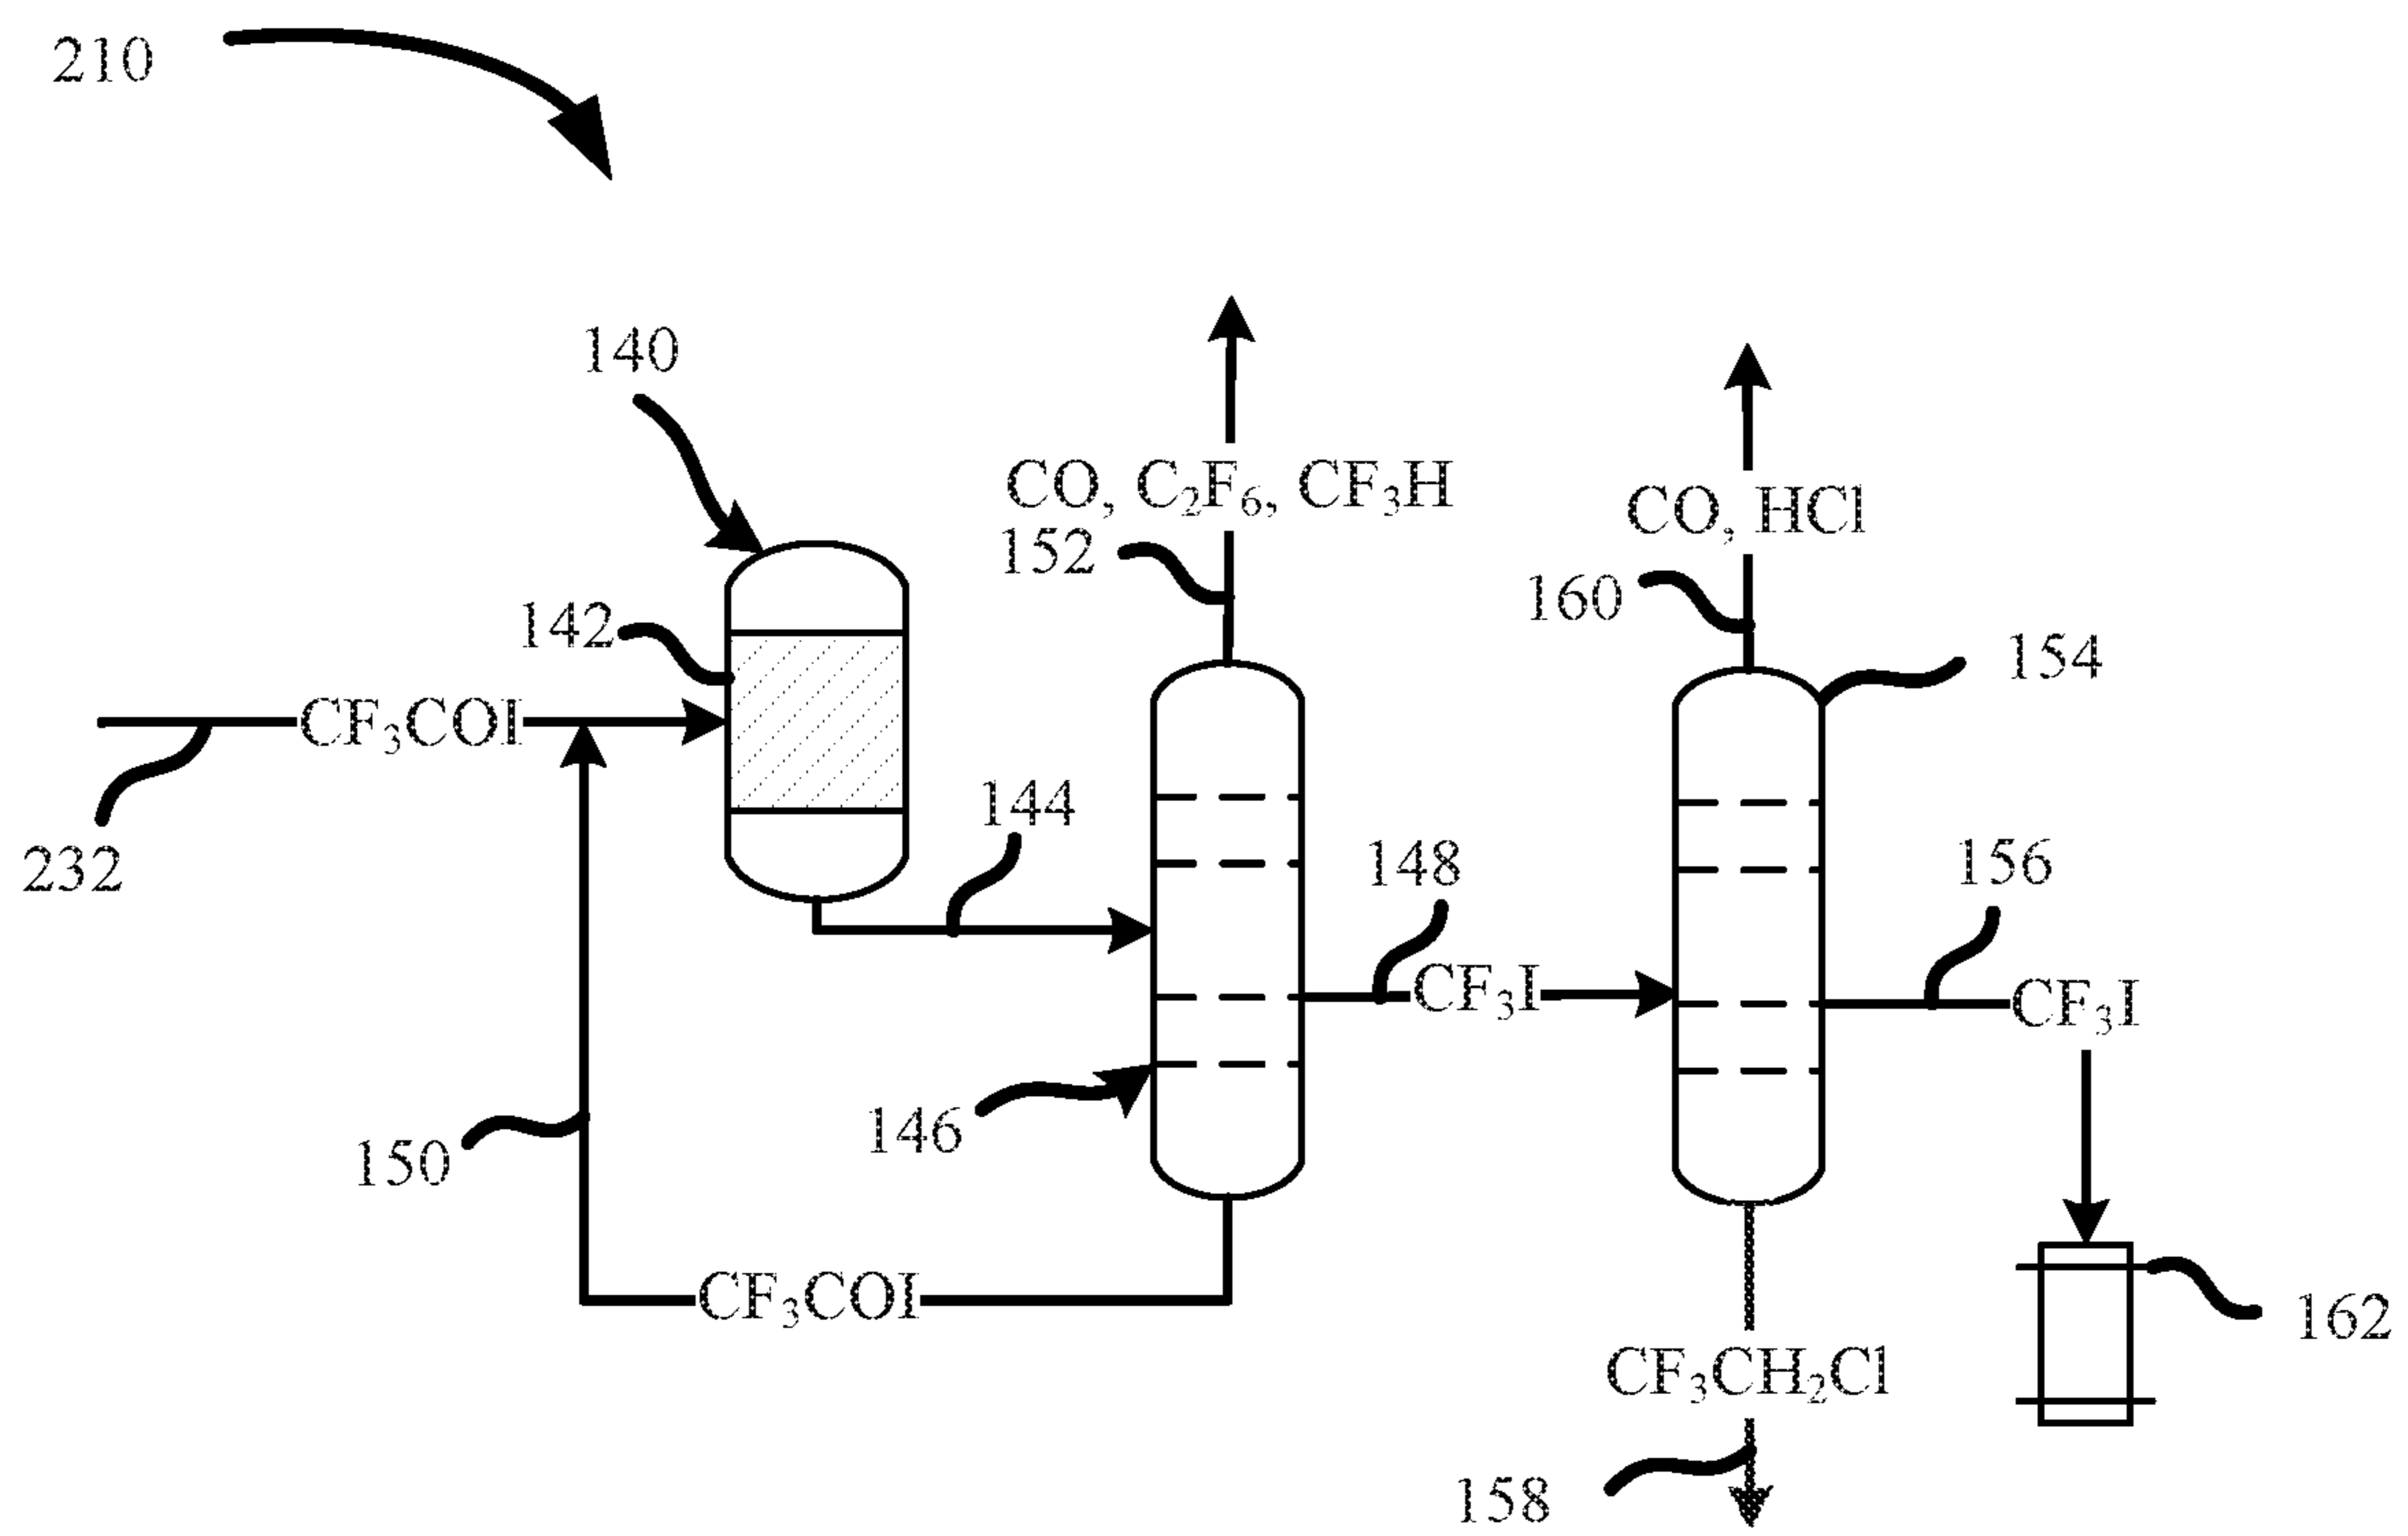 210
140
CO, C₂F₆, CF₃H
152
CO, HCl
160
142
154
CF₃COI
144
148
156
232
CF₃I
CF₃I
146
150
CF₃COI
162
CF₃CH₂Cl
158